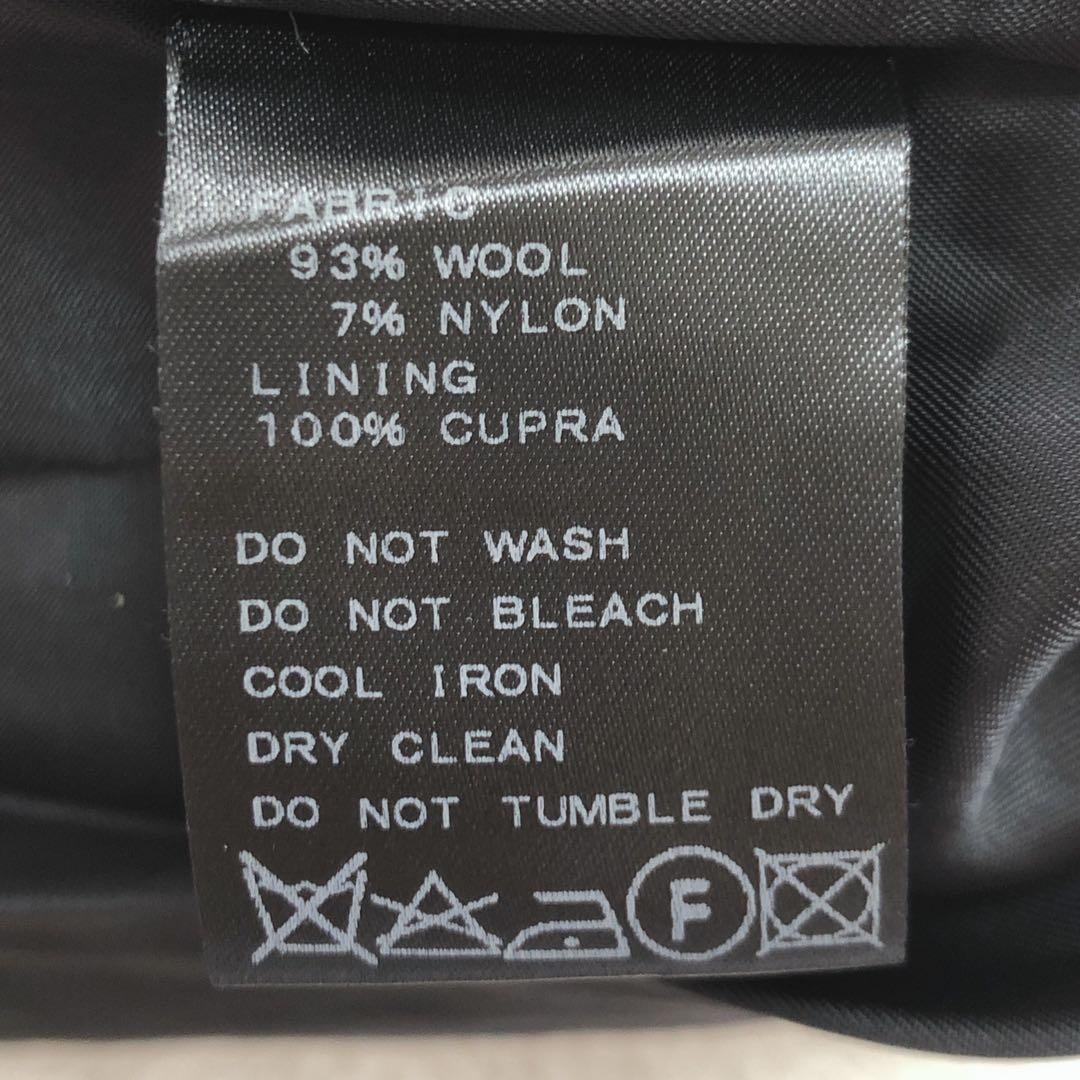 FABRIC
93% WOOL
7% NYLON
LINING
100% CUPRA
DO NOT WASH
DO NOT BLEACH
COOL IRON
DRY CLEAN
DO NOT TUMBLE DRY
F